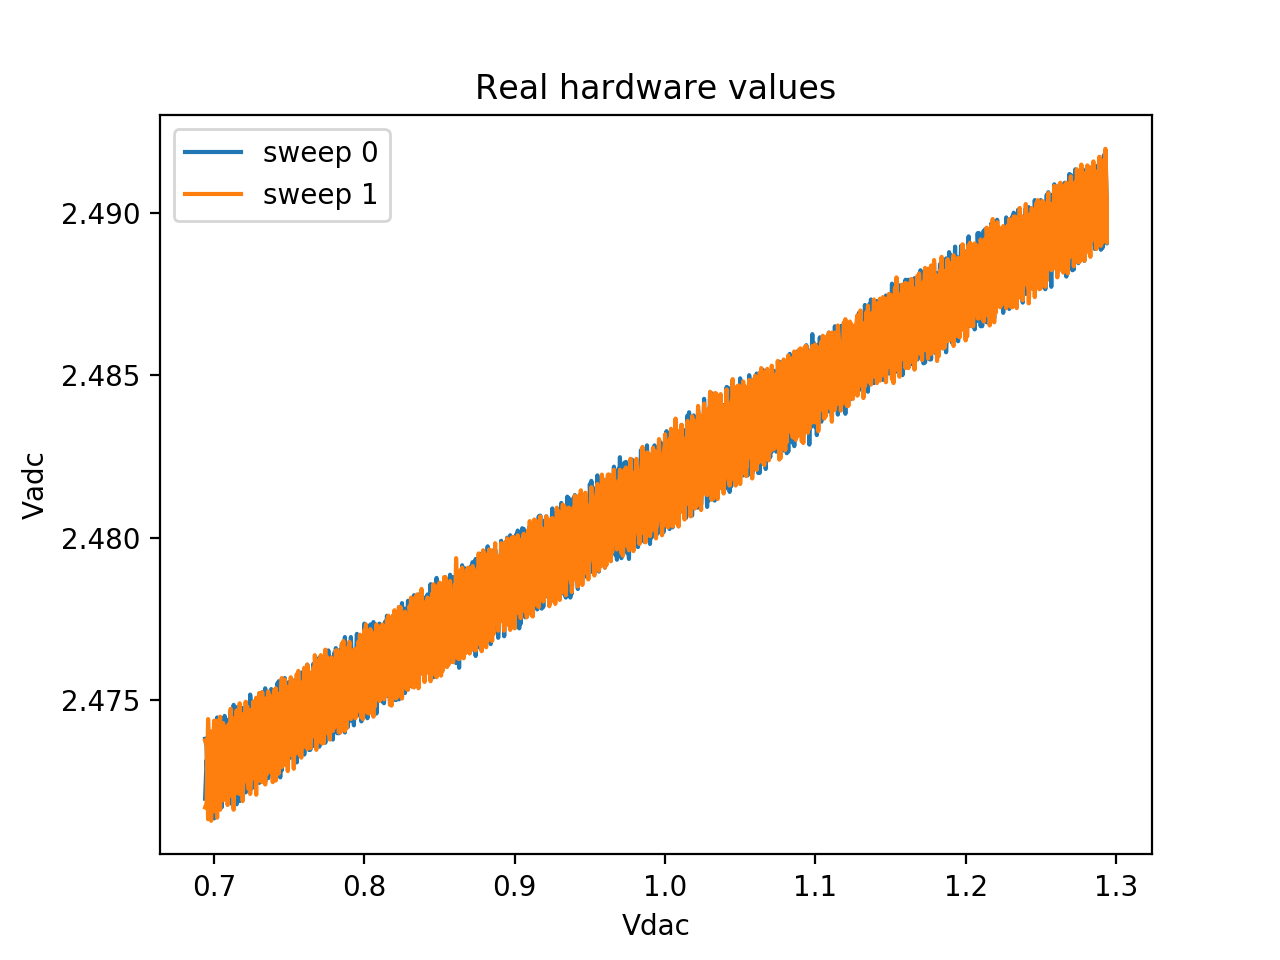 Real hardware values
sweep 0
sweep 1
2.490
2.485
2.480
2.475
Vadc
0.7 0.8 0.9 1.0 1.1 1.2 1.3
Vdac